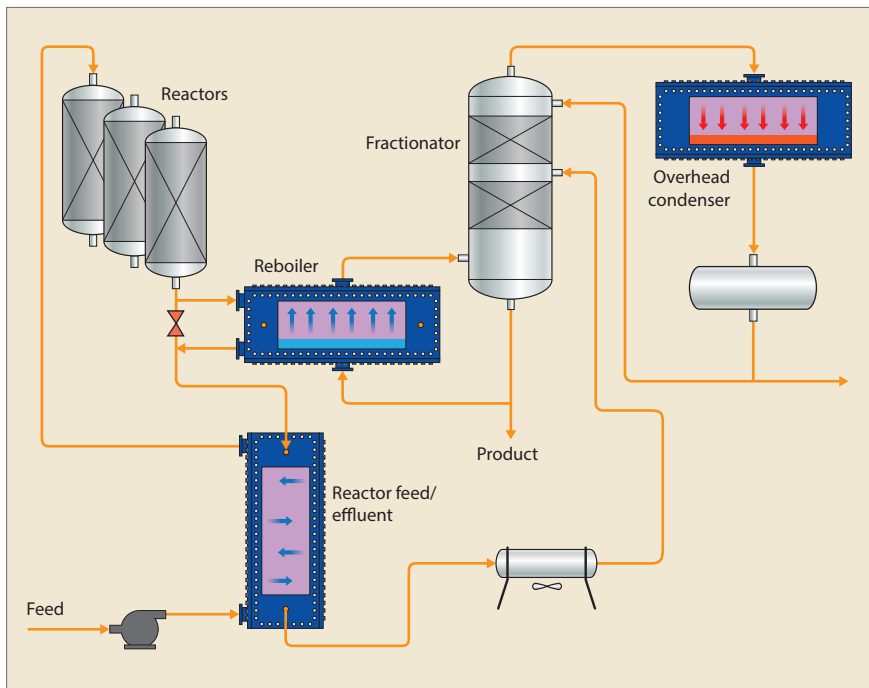 Reactors
Fractionator
Overhead
condenser
Reboiler
Product
Reactor feed/
effluent
Feed